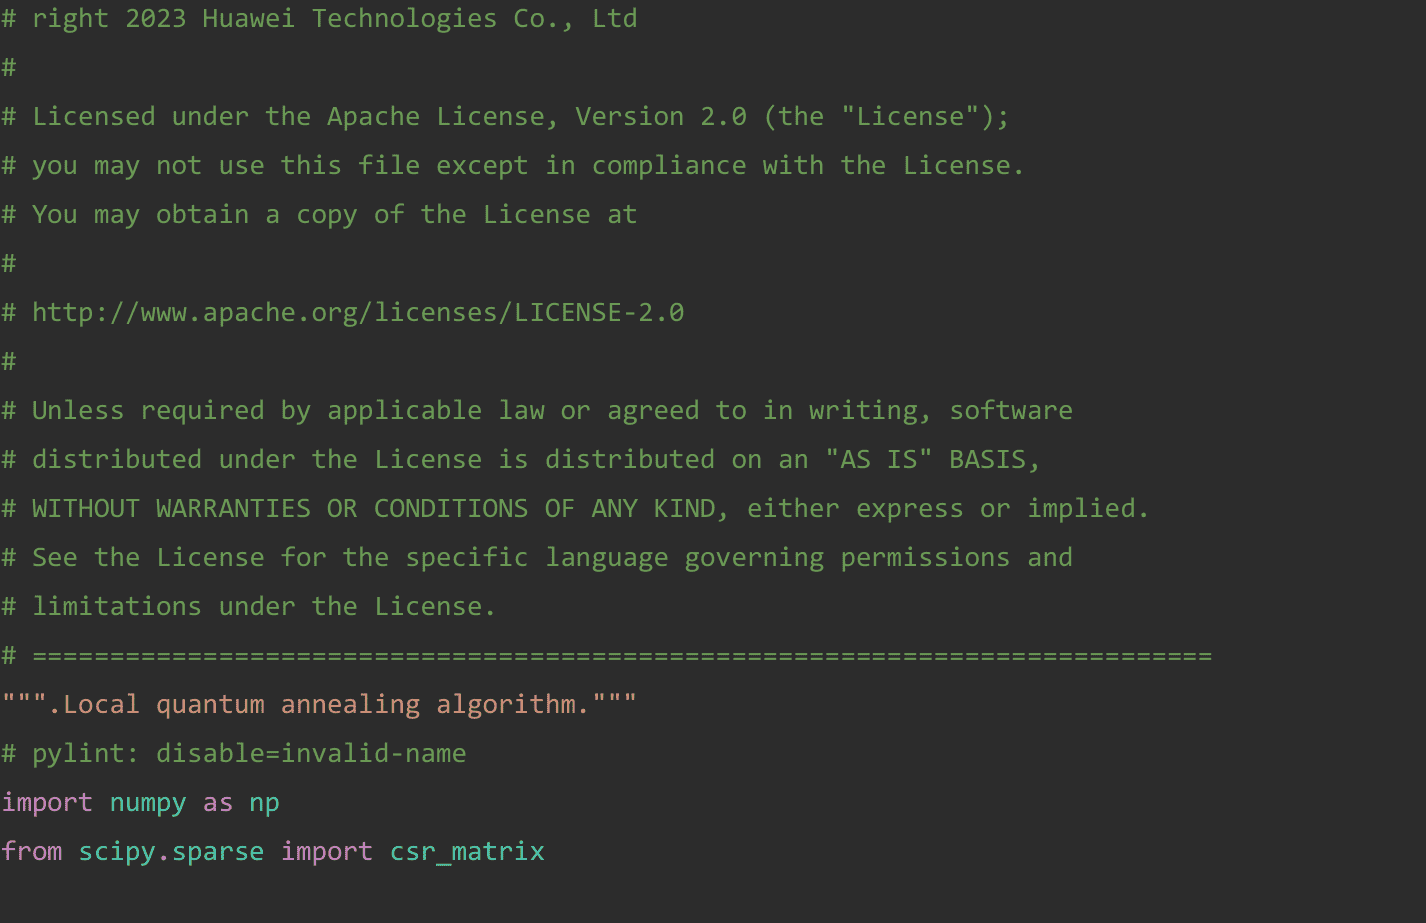 # right 2023 Huawei Technologies Co., Ltd
#
# Licensed under the Apache License, Version 2.0 (the "License");
# you may not use this file except in compliance with the License.
# You may obtain a copy of the License at
#
# http://www.apache.org/licenses/LICENSE-2.0
#
# Unless required by applicable law or agreed to in writing, software
# distributed under the License is distributed on an "AS IS" BASIS,
# WITHOUT WARRANTIES OR CONDITIONS OF ANY KIND, either express or implied.
# See the License for the specific language governing permissions and
# limitations under the License.
# ============================================================================
""".Local quantum annealing algorithm."""
# pylint: disable=invalid-name
import numpy as np
from scipy.sparse import csr_matrix